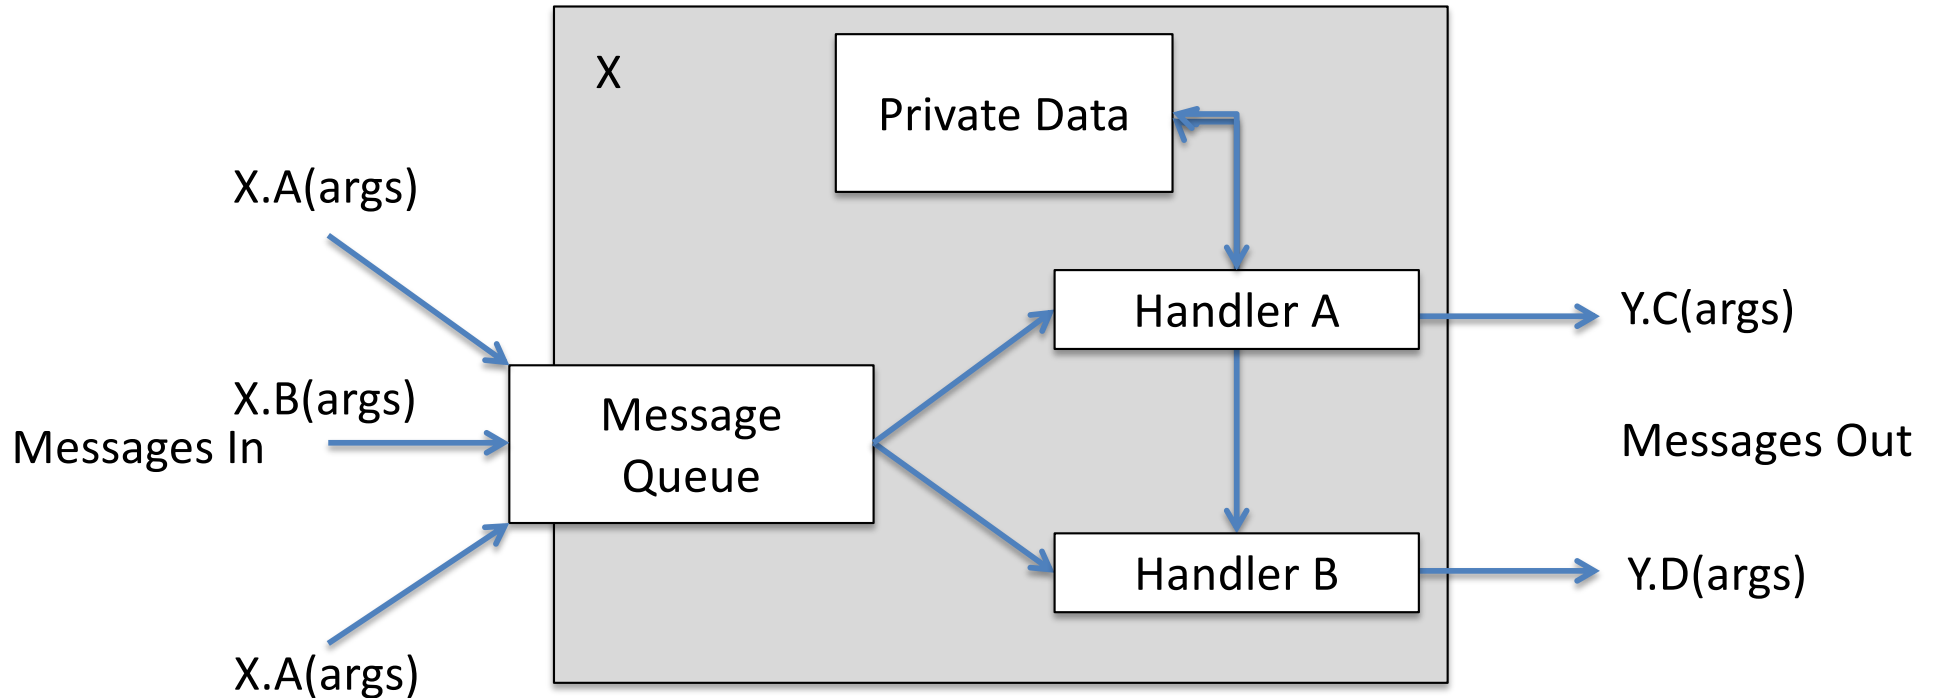 X
Private Data
X.A(args)
Handler A
Y.C(args)
X.B(args)
Messages In
Message
Queue
Messages Out
Handler B
Y.D(args)
X.A(args)